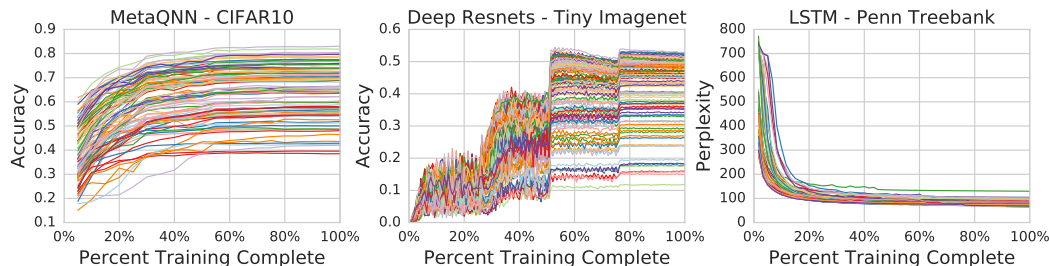 MetaQNN - CIFAR10
Accuracy
0.9
0.8
0.7
0.6
0.5
0.4
0.3
0.2
0.1
0% 20% 40% 60% 80% 100%
Percent Training Complete
Deep Resnets - Tiny Imagenet
Accuracy
0.6
0.5
0.4
0.3
0.2
0.1
0.0
0% 20% 40% 60% 80% 100%
Percent Training Complete
LSTM - Penn Treebank
Perplexity
800
700
600
500
400
300
200
100
0
0% 20% 40% 60% 80% 100%
Percent Training Complete